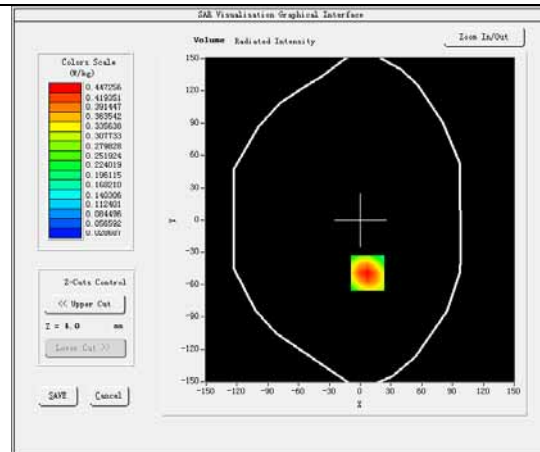 SAR Visualisation Graphical Interface
Volume Radiated Intensity
Zoom In/Out
Colors Scale
(W/kg)
0.447256
0.419351
0.391447
0.363542
0.335638
0.307733
0.279828
0.251924
0.224019
0.196115
0.168210
0.140306
0.112401
0.084496
0.056592
150
120
90
60
30
0
-30
-60
-90
-120
-150
Y
-150 -120 -90 -60 -30 0 30 60 90 120 150
X
Z-Cuts Control
<< Upper Cut
Z = 4.0 mm
Lower Cut >>
SAVE
Cancel